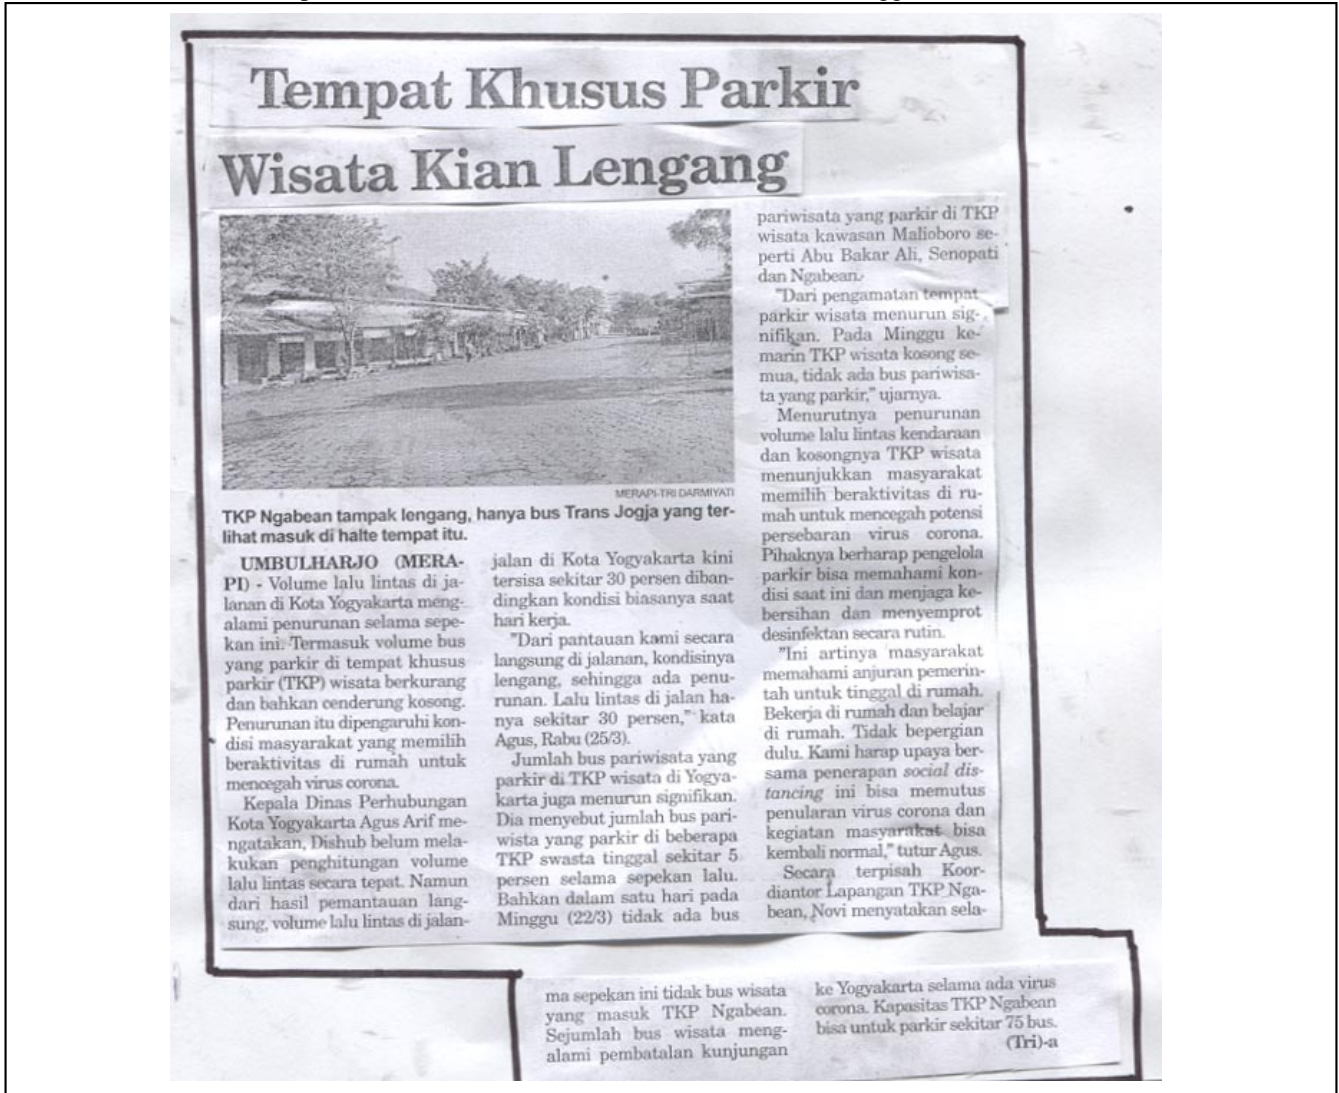 Tempat Khusus Parkir
Wisata Kian Lengang
MERAPI-TRI DARMIYATI
TKP Ngabean tampak lengang, hanya bus Trans Jogja yang ter-
lihat masuk di halte tempat itu.
UMBULHARJO (MERA-
PI) - Volume lalu lintas di ja-
lanan di Kota Yogyakarta meng-
alami penurunan selama sepe-
kan ini. Termasuk volume bus
yang parkir di tempat khusus
parkir (TKP) wisata berkurang
dan bahkan cenderung kosong.
Penurunan itu dipengaruhi kon-
disi masyarakat yang memilih
beraktivitas di rumah untuk
mencegah virus corona.
Kepala Dinas Perhubungan
Kota Yogyakarta Agus Arif me-
ngatakan, Dishub belum mela-
kukan penghitungan volume
lalu lintas secara tepat. Namun
dari hasil pemantauan lang-
sung, volume lalu lintas di jalan-
jalan di Kota Yogyakarta kini
tersisa sekitar 30 persen diban-
dingkan kondisi biasanya saat
hari kerja.
"Dari pantauan kami secara
langsung di jalanan, kondisinya
lengang, sehingga ada penu-
runan. Lalu lintas di jalan ha-
nya sekitar 30 persen," kata
Agus, Rabu (25/3).
Jumlah bus pariwisata yang
parkir di TKP wisata di Yogya-
karta juga menurun signifikan.
Dia menyebut jumlah bus pari-
wista yang parkir di beberapa
TKP swasta tinggal sekitar 5
persen selama sepekan lalu.
Bahkan dalam satu hari pada
Minggu (22/3) tidak ada bus
pariwisata yang parkir di TKP
wisata kawasan Malioboro se-
perti Abu Bakar Ali, Senopati
dan Ngabean.
"Dari pengamatan tempat
parkir wisata menurun sig-
nifikan. Pada Minggu ke-
marin TKP wisata kosong se-
mua, tidak ada bus pariwisa-
ta yang parkir," ujarnya.
Menurutnya penurunan
volume lalu lintas kendaraan
dan kosongnya TKP wisata
menunjukkan masyarakat
memilih beraktivitas di ru-
mah untuk mencegah potensi
persebaran virus corona.
Pihaknya berharap pengelola
parkir bisa memahami kon-
disi saat ini dan menjaga ke-
bersihan dan menyemprot
desinfektan secara rutin.
"Ini artinya masyarakat
memahami anjuran pemerin-
tah untuk tinggal di rumah.
Bekerja di rumah dan belajar
di rumah. Tidak bepergian
dulu. Kami harap upaya ber-
sama penerapan social dis-
tancing ini bisa memutus
penularan virus corona dan
kegiatan masyarakat bisa
kembali normal," tutur Agus.
Secara terpisah Koor-
diantor Lapangan TKP Nga-
bean, Novi menyatakan sela-
ma sepekan ini tidak bus wisata
yang masuk TKP Ngabean.
Sejumlah bus wisata meng-
alami pembatalan kunjungan
ke Yogyakarta selama ada virus
corona. Kapasitas TKP Ngabean
bisa untuk parkir sekitar 75 bus.
(Tri)-a